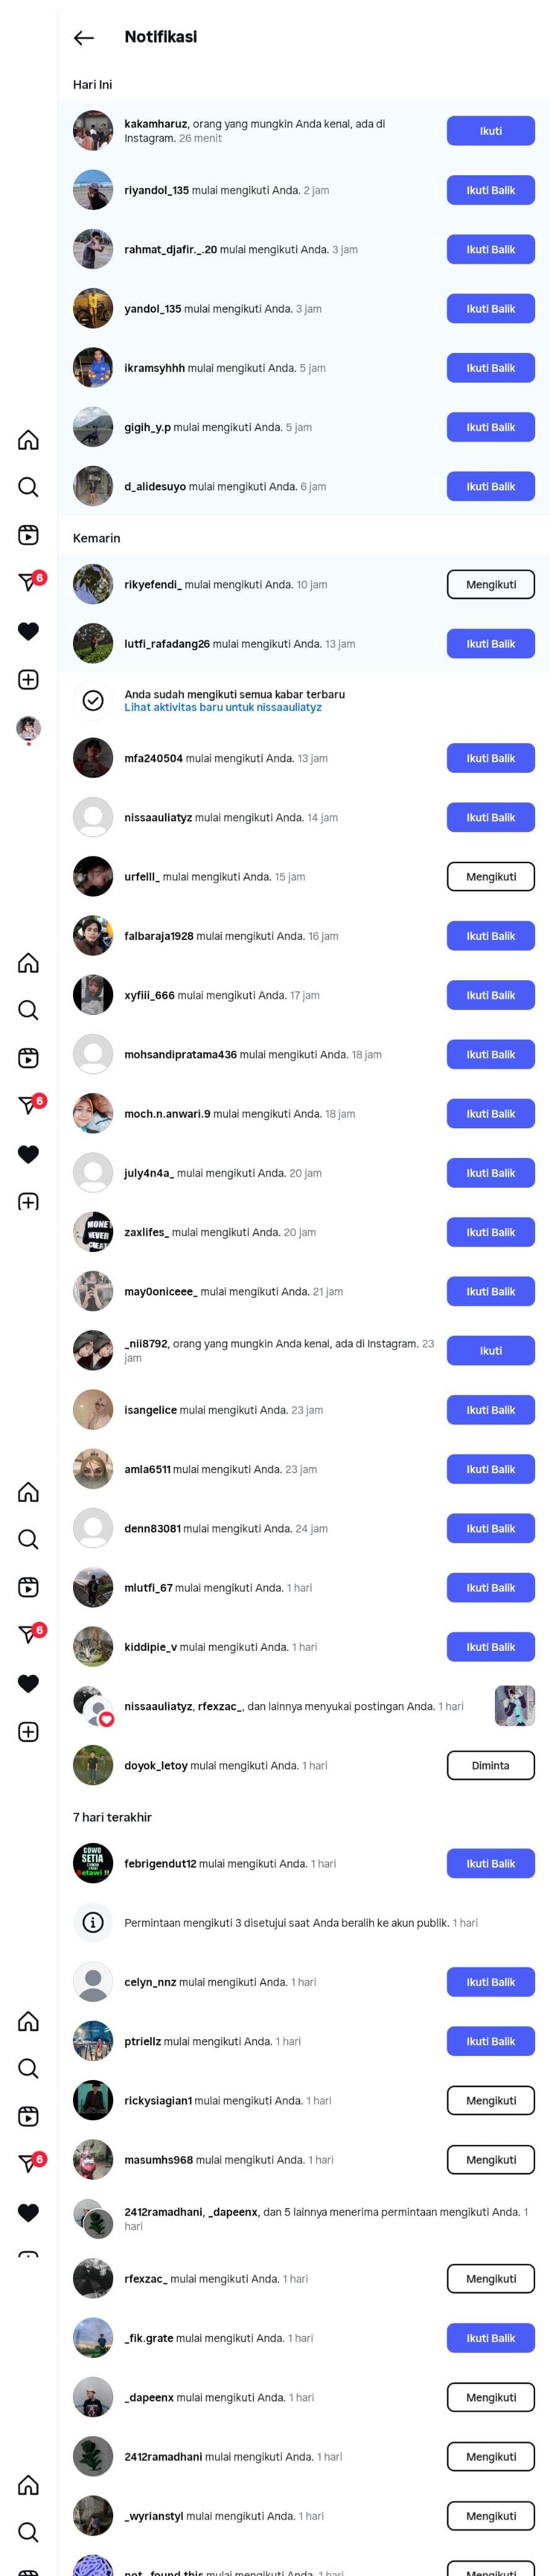 Notifikasi
Hari Ini
kakamharuz, orang yang mungkin Anda kenal, ada di
Instagram. 26 menit
Ikuti
riyandol_135 mulai mengikuti Anda. 2 jam
Ikuti Balik
rahmat_djafir._.20 mulai mengikuti Anda. 3 jam
Ikuti Balik
yandol_135 mulai mengikuti Anda. 3 jam
Ikuti Balik
ikramsyhhh mulai mengikuti Anda. 5 jam
Ikuti Balik
gigih_y.p mulai mengikuti Anda. 5 jam
Ikuti Balik
d_alidesuyo mulai mengikuti Anda. 6 jam
Ikuti Balik
Kemarin
6
rikyefendi_ mulai mengikuti Anda. 10 jam
Mengikuti
lutfi_rafadang26 mulai mengikuti Anda. 13 jam
Ikuti Balik
Anda sudah mengikuti semua kabar terbaru
Lihat aktivitas baru untuk nissaauliatyz
mfa240504 mulai mengikuti Anda. 13 jam
Ikuti Balik
nissaauliatyz mulai mengikuti Anda. 14 jam
Ikuti Balik
urfelll_ mulai mengikuti Anda. 15 jam
Mengikuti
falbaraja1928 mulai mengikuti Anda. 16 jam
Ikuti Balik
xyfiii_666 mulai mengikuti Anda. 17 jam
Ikuti Balik
mohsandipratama436 mulai mengikuti Anda. 18 jam
Ikuti Balik
6
moch.n.anwari.9 mulai mengikuti Anda. 18 jam
Ikuti Balik
july4n4a_ mulai mengikuti Anda. 20 jam
Ikuti Balik
MONE
NEVER
CHEAT
zaxlifes_ mulai mengikuti Anda. 20 jam
Ikuti Balik
may0oniceee_ mulai mengikuti Anda. 21 jam
Ikuti Balik
_nii8792, orang yang mungkin Anda kenal, ada di Instagram. 23
jam
Ikuti
isangelice mulai mengikuti Anda. 23 jam
Ikuti Balik
amla6511 mulai mengikuti Anda. 23 jam
Ikuti Balik
denn83081 mulai mengikuti Anda. 24 jam
Ikuti Balik
mlutfi_67 mulai mengikuti Anda. 1 hari
Ikuti Balik
6
kiddipie_v mulai mengikuti Anda. 1 hari
Ikuti Balik
nissaauliatyz, rfexzac_, dan lainnya menyukai postingan Anda. 1 hari
doyok_letoy mulai mengikuti Anda. 1 hari
Diminta
7 hari terakhir
COWO
SETIA
etawi !!
febrigendut12 mulai mengikuti Anda. 1 hari
Ikuti Balik
Permintaan mengikuti 3 disetujui saat Anda beralih ke akun publik. 1 hari
celyn_nnz mulai mengikuti Anda. 1 hari
Ikuti Balik
ptriellz mulai mengikuti Anda. 1 hari
Ikuti Balik
rickysiagian1 mulai mengikuti Anda. 1 hari
Mengikuti
6
masumhs968 mulai mengikuti Anda. 1 hari
Mengikuti
2412ramadhani, _dapeenx, dan 5 lainnya menerima permintaan mengikuti Anda. 1
hari
rfexzac_ mulai mengikuti Anda. 1 hari
Mengikuti
_fik.grate mulai mengikuti Anda. 1 hari
Ikuti Balik
_dapeenx mulai mengikuti Anda. 1 hari
Mengikuti
2412ramadhani mulai mengikuti Anda. 1 hari
Mengikuti
_wyrianstyl mulai mengikuti Anda. 1 hari
Mengikuti
not_found.this mulai mengikuti Anda. 1 hari
Mengikuti